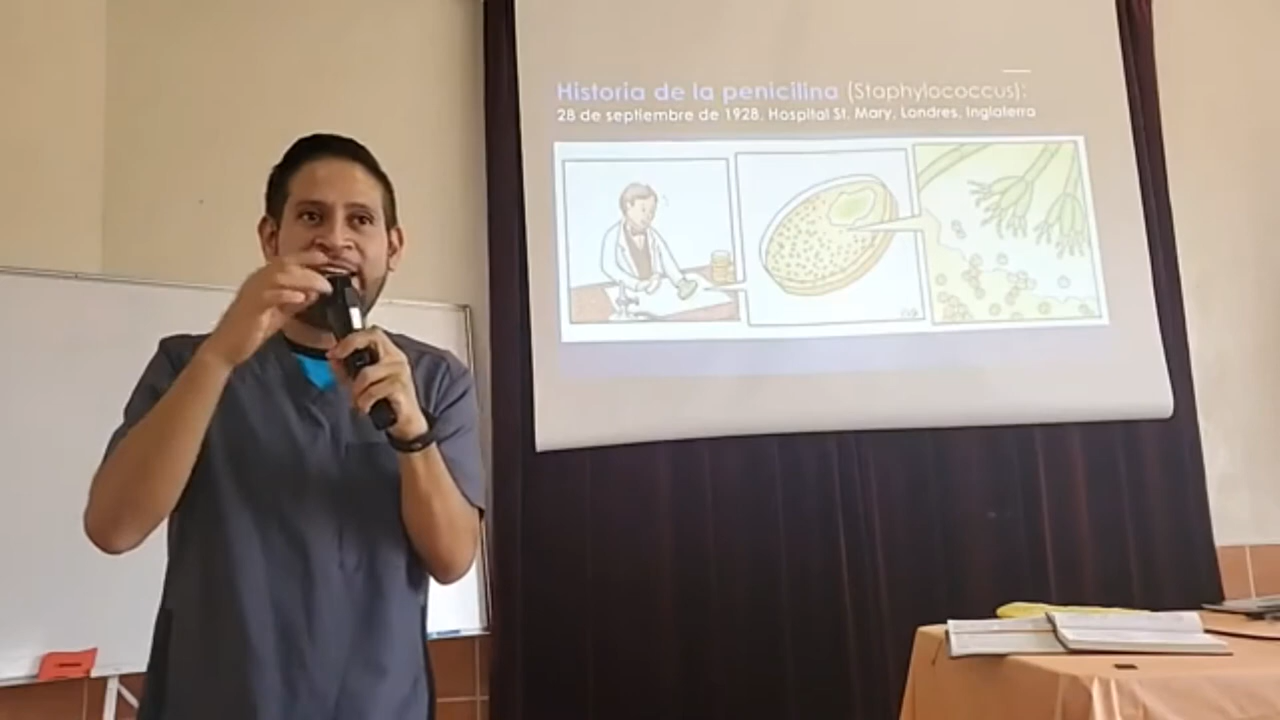 Historia de la penicilina (Staphylococcus):
28 de septiembre de 1928, Hospital St. Mary, Londres, Inglaterra